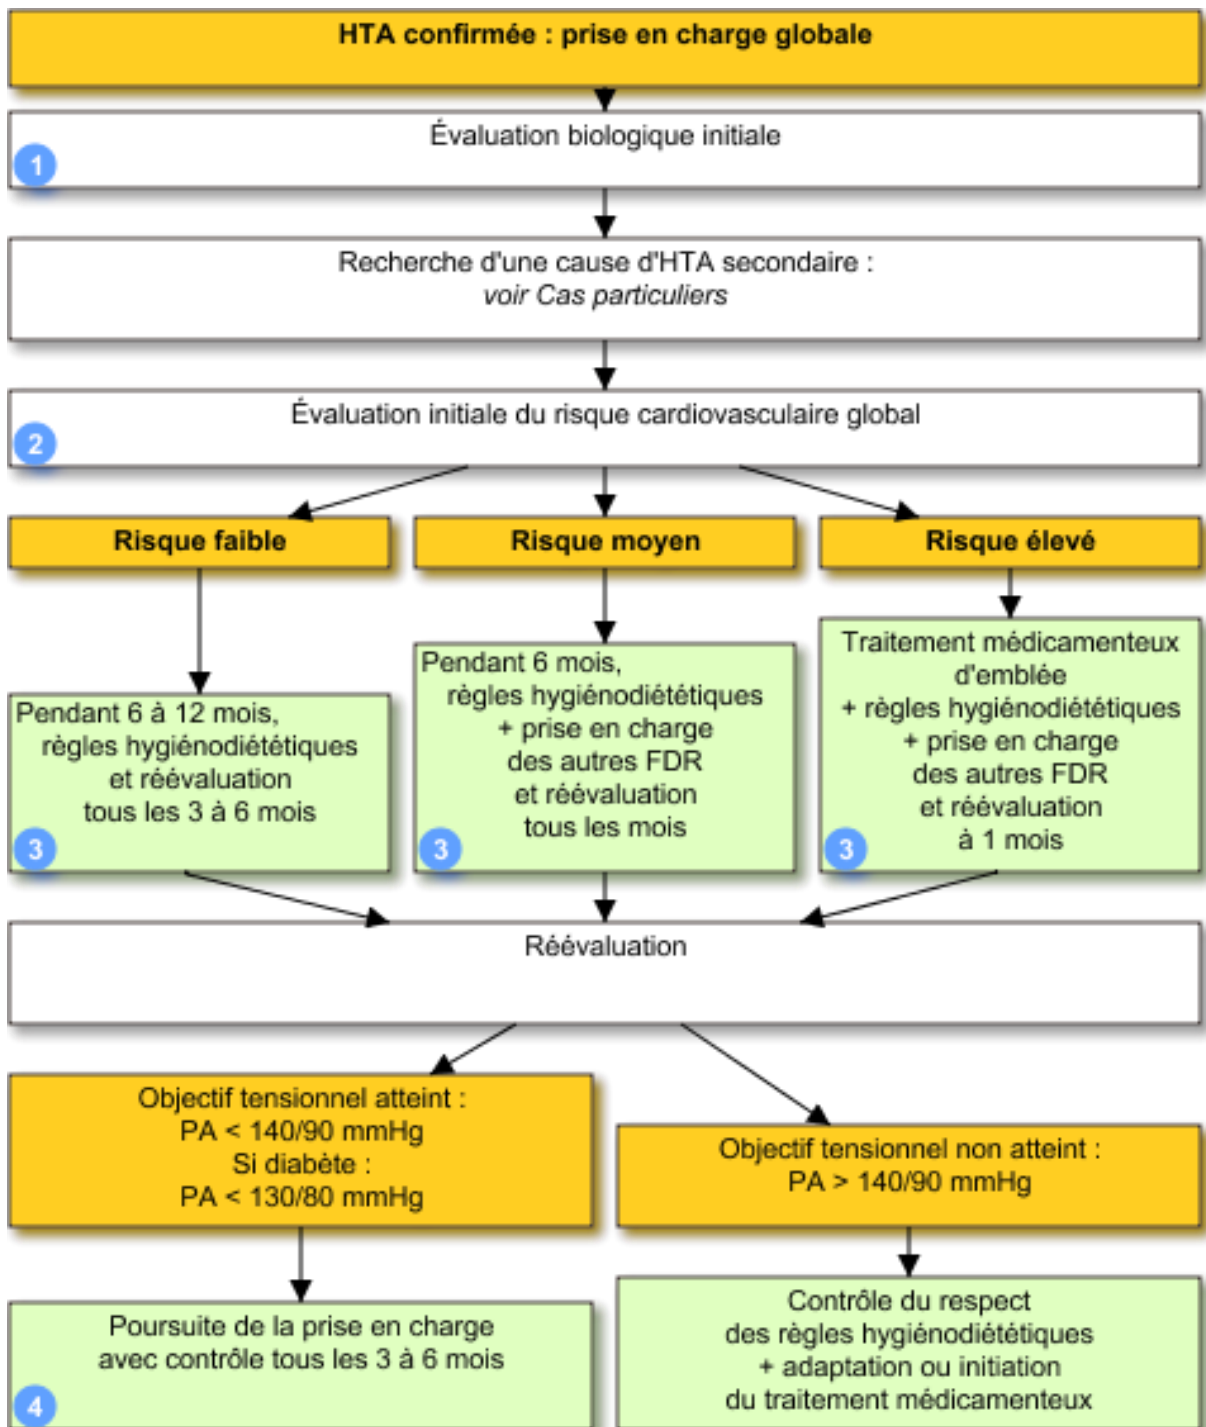 HTA confirmée : prise en charge globale
Évaluation biologique initiale
1
Recherche d'une cause d'HTA secondaire :
voir Cas particuliers
Évaluation initiale du risque cardiovasculaire global
2
Risque faible
Risque moyen
Risque élevé
Pendant 6 à 12 mois,
règles hygiénodiététiques
et réévaluation
tous les 3 à 6 mois
3
Pendant 6 mois,
règles hygiénodiététiques
+ prise en charge
des autres FDR
et réévaluation
tous les mois
3
Traitement médicamenteux
d'emblée
+ règles hygiénodiététiques
+ prise en charge
des autres FDR
et réévaluation
à 1 mois
3
Réévaluation
Objectif tensionnel atteint :
PA < 140/90 mmHg
Si diabète :
PA < 130/80 mmHg
Objectif tensionnel non atteint :
PA > 140/90 mmHg
Poursuite de la prise en charge
avec contrôle tous les 3 à 6 mois
4
Contrôle du respect
des règles hygiénodiététiques
+ adaptation ou initiation
du traitement médicamenteux